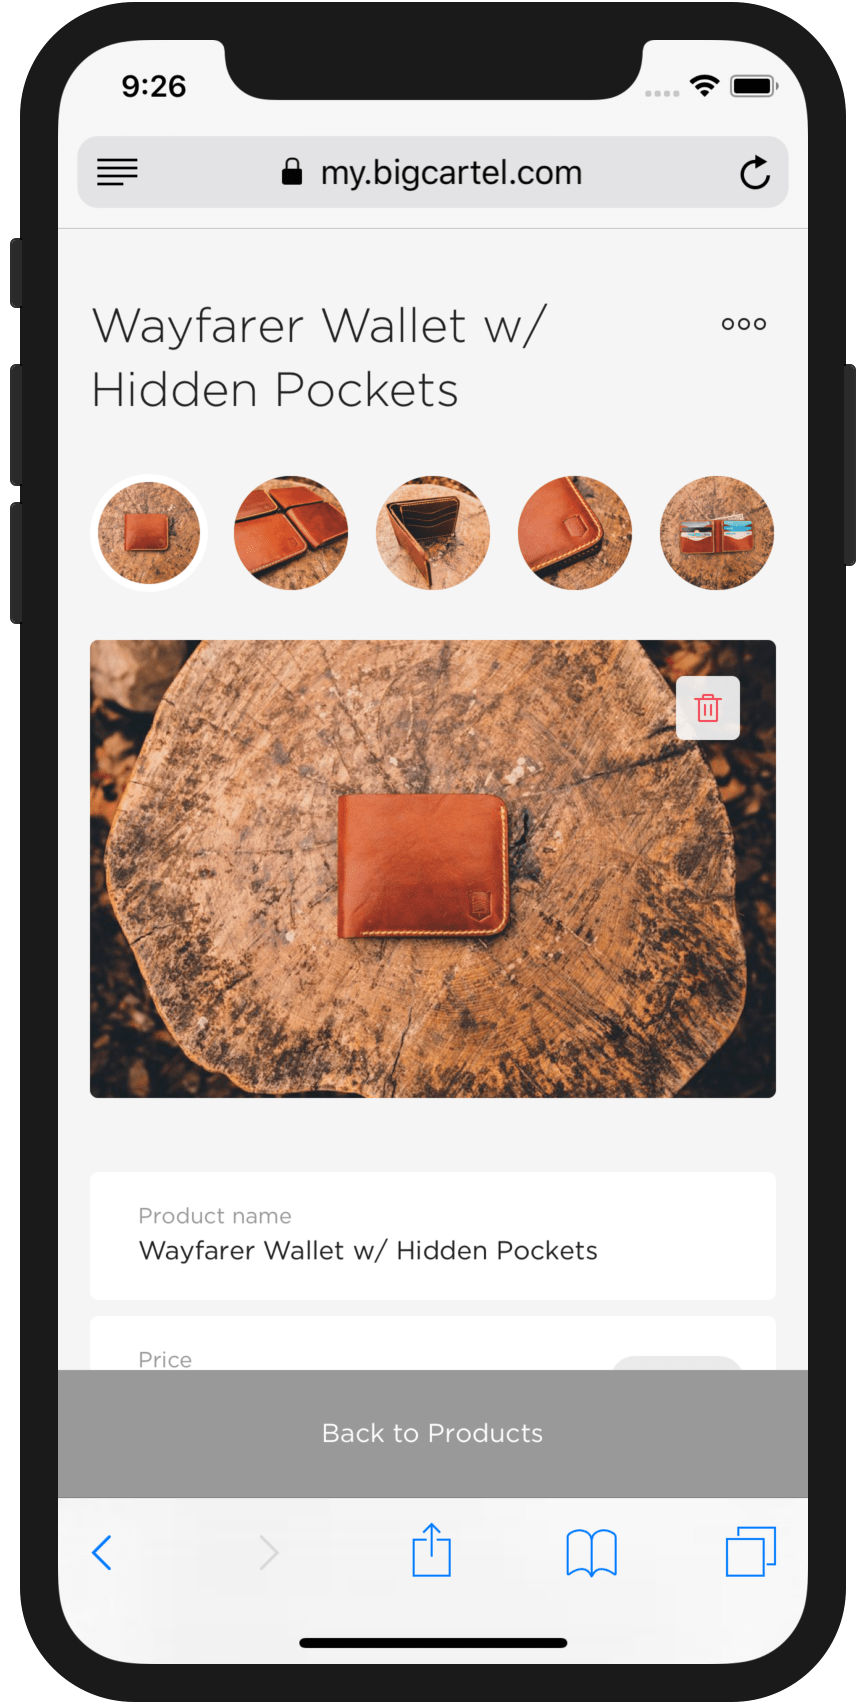 9:26
my.bigcartel.com
Wayfarer Wallet w/
Hidden Pockets
Product name
Wayfarer Wallet w/ Hidden Pockets
Price
Back to Products